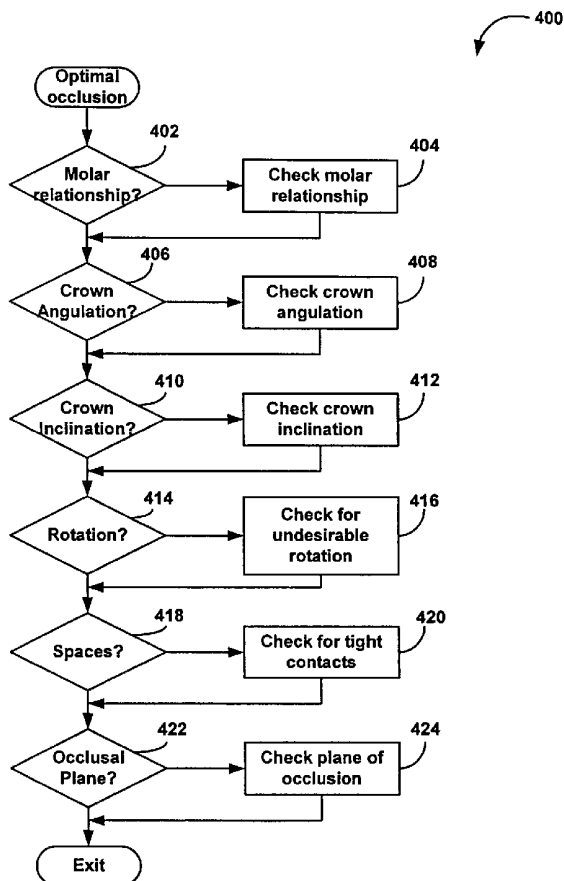 400
Optimal
occlusion
402
Molar
relationship?
404
Check molar
relationship
406
Crown
Angulation?
408
Check crown
angulation
410
Crown
Inclination?
412
Check crown
inclination
414
Rotation?
416
Check for
undesirable
rotation
418
Spaces?
420
Check for tight
contacts
422
Occlusal
Plane?
424
Check plane of
occlusion
Exit